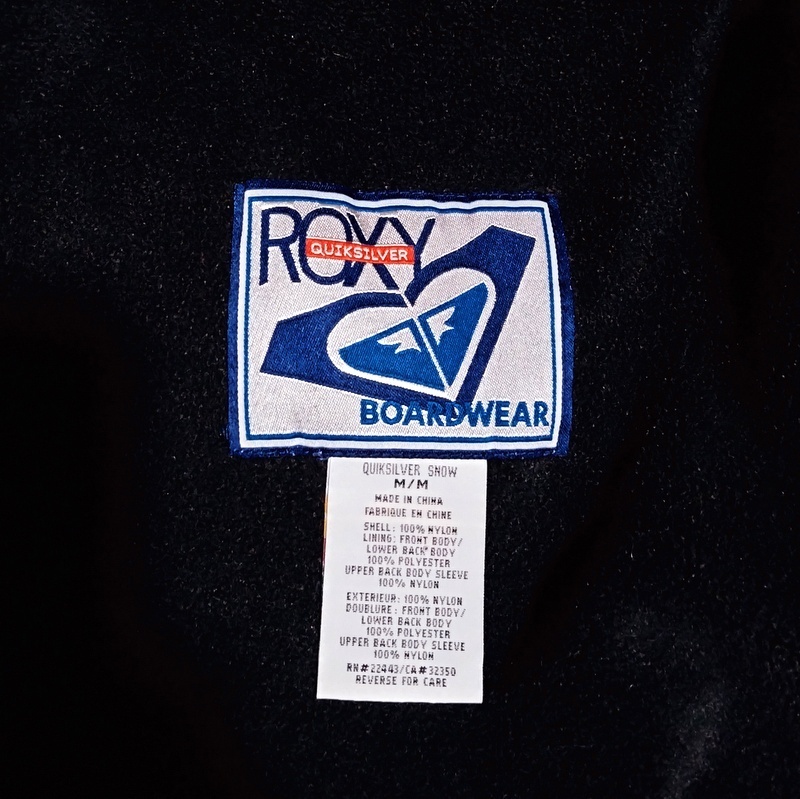 ROXY
QUIKSILVER
BOARDWEAR
QUIKSILVER SNOW
M/M
MADE IN CHINA
FABRIQUE EN CHINE
SHELL: 100% NYLON
LINING: FRONT BODY/
LOWER BACK BODY
100% POLYESTER
UPPER BACK BODY SLEEVE
100% NYLON
EXTERIEUR: 100% NYLON
DOUBLURE: FRONT BODY/
LOWER BACK BODY
100% POLYESTER
UPPER BACK BODY SLEEVE
100% NYLON
RN#22443/CA#32350
REVERSE FOR CARE